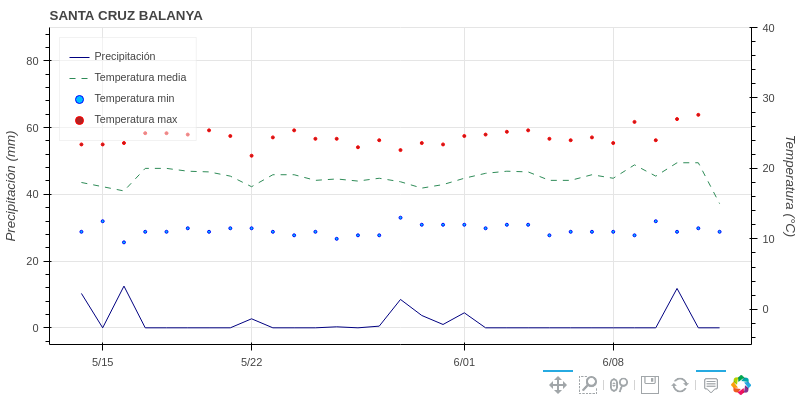 SANTA CRUZ BALANYA
Precipitación
Temperatura media
Temperatura min
Temperatura max
Precipitación (mm)
80
60
40
20
0
Temperatura (°C)
40
30
20
10
0
5/15
5/22
6/01
6/08